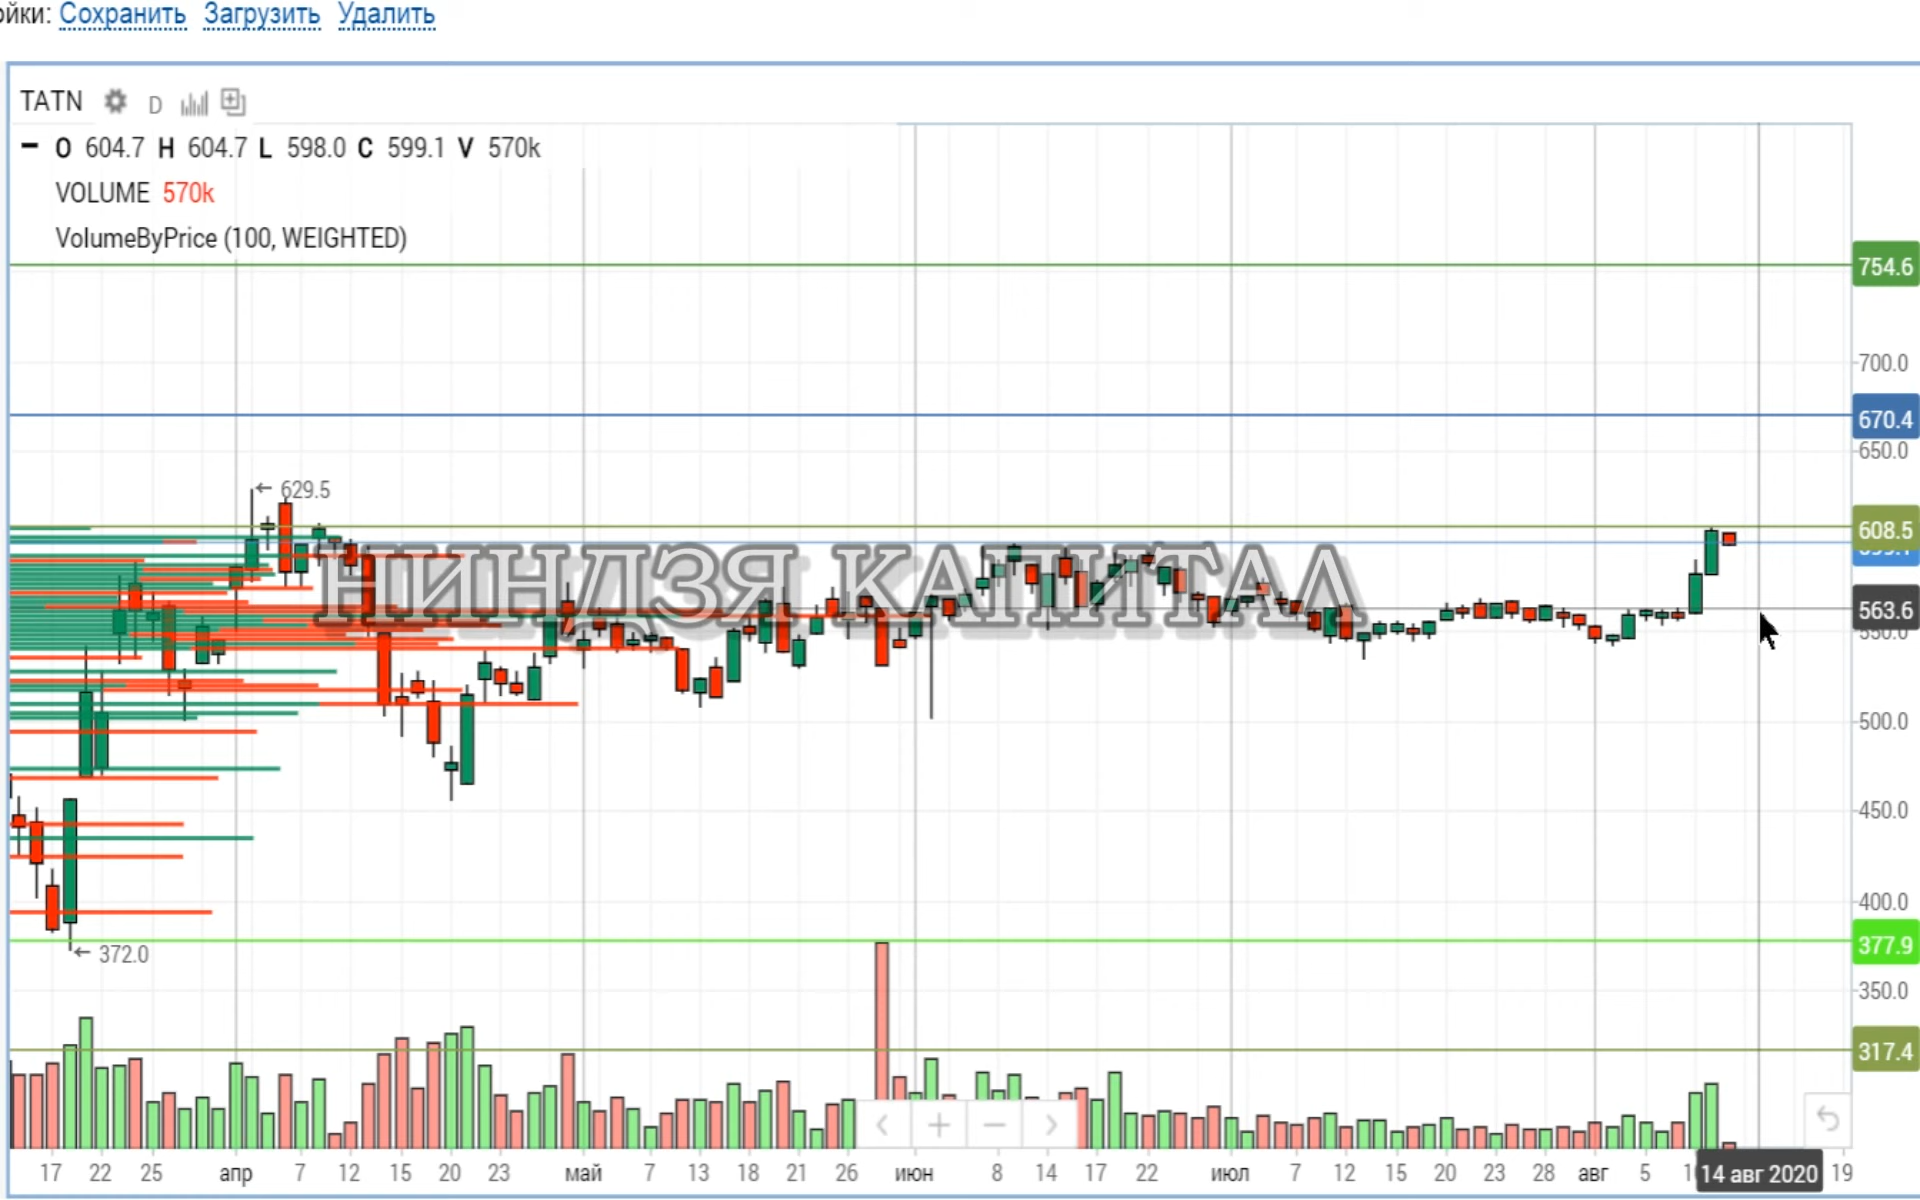 ойки: Сохранить Загрузить Удалить
TATN D
O 604.7 H 604.7 L 598.0 C 599.1 V 570k
VOLUME 570k
VolumeByPrice (100, WEIGHTED)
754.6
700.0
670.4
650.0
629.5
608.5
НИНДЗЯ КАПИТАЛ
563.6
500.0
450.0
400.0
372.0
377.9
350.0
317.4
17 22 25 апр 7 12 15 20 23 май 7 13 18 21 26 июн 8 14 17 22 июл 7 12 15 20 23 28 авг 5 14 авг 2020 19